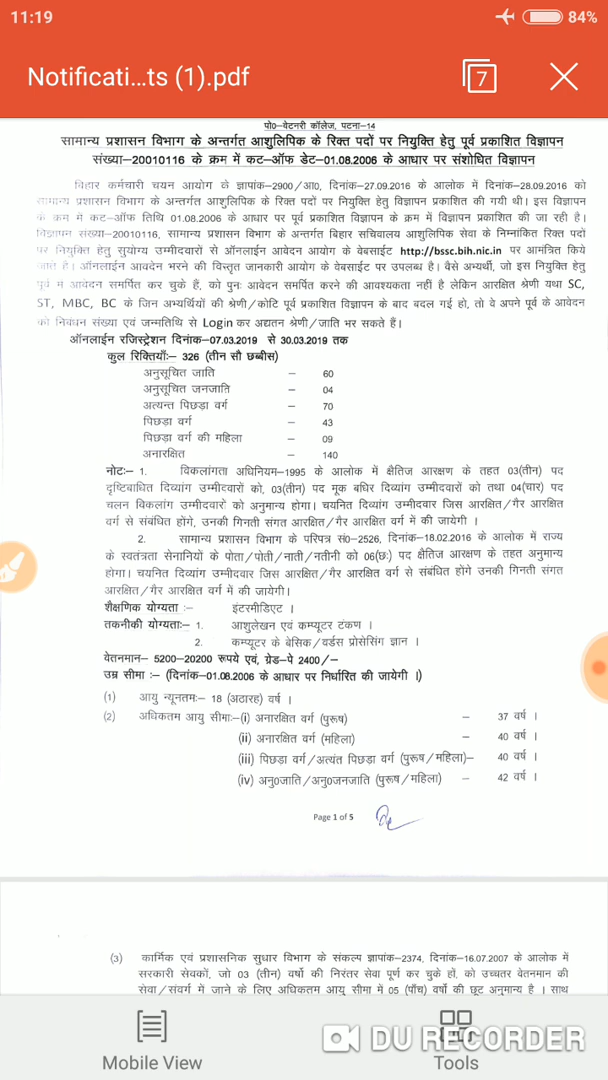 11:19
84%
Notificati...ts (1).pdf
7
पो०-वेटनरी कॉलेज, पटना-14
सामान्य प्रशासन विभाग के अन्तर्गत आशुलिपिक के रिक्त पदों पर नियुक्ति हेतु पूर्व प्रकाशित विज्ञापन
संख्या-20010116 के क्रम में कट-ऑफ डेट-01.08.2006 के आधार पर संशोधित विज्ञापन
बिहार कर्मचारी चयन आयोग के ज्ञापांक-2900/आ0, दिनांक-27.09.2016 के आलोक में दिनांक-28.09.2016 को
सामान्य प्रशासन विभाग के अन्तर्गत आशुलिपिक के रिक्त पदों पर नियुक्ति हेतु विज्ञापन प्रकाशित की गयी थी। इस विज्ञापन
के क्रम में कट-ऑफ तिथि 01.08.2006 के आधार पर पूर्व प्रकाशित विज्ञापन के क्रम में विज्ञापन प्रकाशित की जा रही है।
विज्ञापन संख्या-20010116, सामान्य प्रशासन विभाग के अन्तर्गत बिहार सचिवालय आशुलिपिक सेवा के निम्नांकित रिक्त पदों
पर नियुक्ति हेतु सुयोग्य उम्मीदवारों से ऑनलाईन आवेदन आयोग के वेबसाईट http://bssc.bih.nic.in पर आमंत्रित किये
जाते है। ऑनलाईन आवदेन भरने की विस्तृत जानकारी आयोग के वेबसाईट पर उपलब्ध है। वैसे अभ्यर्थी, जो इस नियुक्ति हेतु
पूर्व में आवेदन समर्पित कर चुके हैं, को पुनः आवेदन समर्पित करने की आवश्यकता नहीं है लेकिन आरक्षित श्रेणी यथा SC,
ST, MBC, BC के जिन अभ्यर्थियों की श्रेणी/कोटि पूर्व प्रकाशित विज्ञापन के बाद बदल गई हो, तो वे अपने पूर्व के आवेदन
को निबंधन संख्या एवं जन्मतिथि से Login कर अद्यतन श्रेणी/जाति भर सकते हैं।
ऑनलाईन रजिस्ट्रेशन दिनांक-07.03.2019 से 30.03.2019 तक
कुल रिक्तियाँ:- 326 (तीन सौ छब्बीस)
अनुसूचित जाति – 60
अनुसूचित जनजाति – 04
अत्यन्त पिछड़ा वर्ग – 70
पिछड़ा वर्ग – 43
पिछड़ा वर्ग की महिला – 09
अनारक्षित – 140
नोटः- 1. विकलांगता अधिनियम-1995 के आलोक में क्षैतिज आरक्षण के तहत 03(तीन) पद
दृष्टिबाधित दिव्यांग उम्मीदवारों को, 03(तीन) पद मूक बधिर दिव्यांग उम्मीदवारों को तथा 04(चार) पद
चलन विकलांग उम्मीदवारों को अनुमान्य होगा। चयनित दिव्यांग उम्मीदवार जिस आरक्षित/गैर आरक्षित
वर्ग से संबंधित होंगे, उनकी गिनती संगत आरक्षित/गैर आरक्षित वर्ग में की जायेगी ।
2. सामान्य प्रशासन विभाग के परिपत्र सं0-2526, दिनांक-18.02.2016 के आलोक में राज्य
के स्वतंत्रता सेनानियों के पोता/पोती/नाती/नतीनी को 06(छः) पद क्षैतिज आरक्षण के तहत अनुमान्य
होगा। चयनित दिव्यांग उम्मीदवार जिस आरक्षित/गैर आरक्षित वर्ग से संबंधित होंगे उनकी गिनती संगत
आरक्षित/गैर आरक्षित वर्ग में की जायेगी।
शैक्षणिक योग्यता :- इंटरमीडिएट ।
तकनीकी योग्यताः- 1. आशुलेखन एवं कम्प्यूटर टंकण ।
2. कम्प्यूटर के बेसिक/वर्डस प्रोसेसिंग ज्ञान ।
वेतनमान- 5200-20200 रूपये एवं, ग्रेड-पे 2400/-
उम्र सीमा :- (दिनांक-01.08.2006 के आधार पर निर्धारित की जायेगी ।)
(1) आयु न्यूनतमः- 18 (अठारह) वर्ष ।
(2) अधिकतम आयु सीमाः-(i) अनारक्षित वर्ग (पुरूष) – 37 वर्ष ।
(ii) अनारक्षित वर्ग (महिला) – 40 वर्ष ।
(iii) पिछड़ा वर्ग/अत्यंत पिछड़ा वर्ग (पुरूष/महिला)– 40 वर्ष ।
(iv) अनु0जाति/अनु0जनजाति (पुरूष/महिला) – 42 वर्ष ।
Page 1 of 5
(3) कार्मिक एवं प्रशासनिक सुधार विभाग के संकल्प ज्ञापांक-2374, दिनांक-16.07.2007 के आलोक में
सरकारी सेवकों, जो 03 (तीन) वर्षो की निरंतर सेवा पूर्ण कर चुके हों, को उच्चतर वेतनमान की
सेवा/संवर्ग में जाने के लिए अधिकतम आयु सीमा में 05 (पाँच) वर्षो की छूट अनुमान्य है । साथ
DU RECORDER
Mobile View
Tools